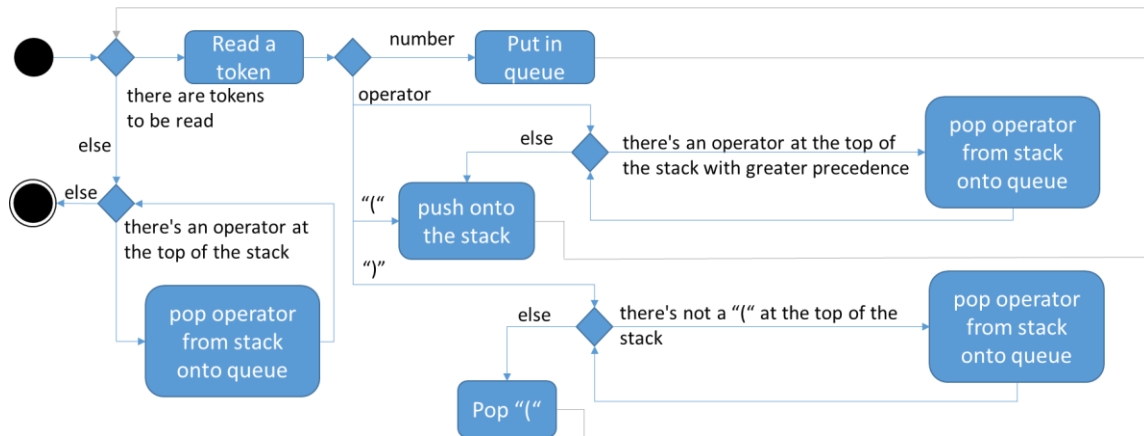 Read a
token
number
Put in
queue
there are tokens
to be read
operator
else
else
there's an operator at the top of
the stack with greater precedence
pop operator
from stack
onto queue
else
there's an operator at
the top of the stack
“(“
push onto
the stack
“)”
pop operator
from stack
onto queue
else
there's not a “(“ at the top of the
stack
pop operator
from stack
onto queue
Pop “(“